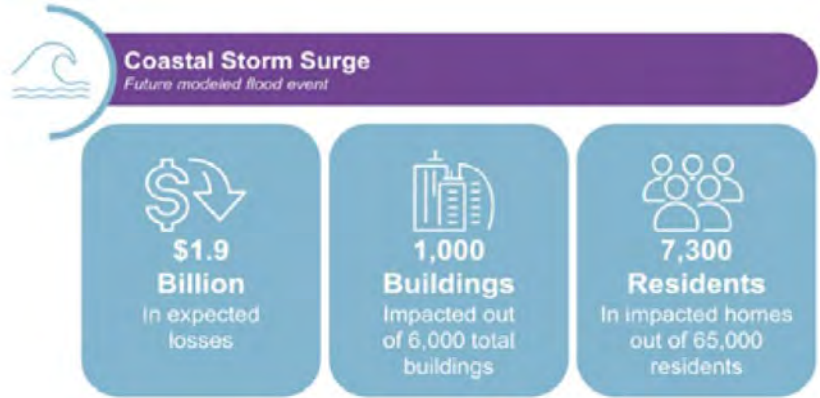 Coastal Storm Surge
Future modeled flood event
$1.9
Billion
In expected
losses
1,000
Buildings
Impacted out
of 6,000 total
buildings
7,300
Residents
In impacted homes
out of 65,000
residents